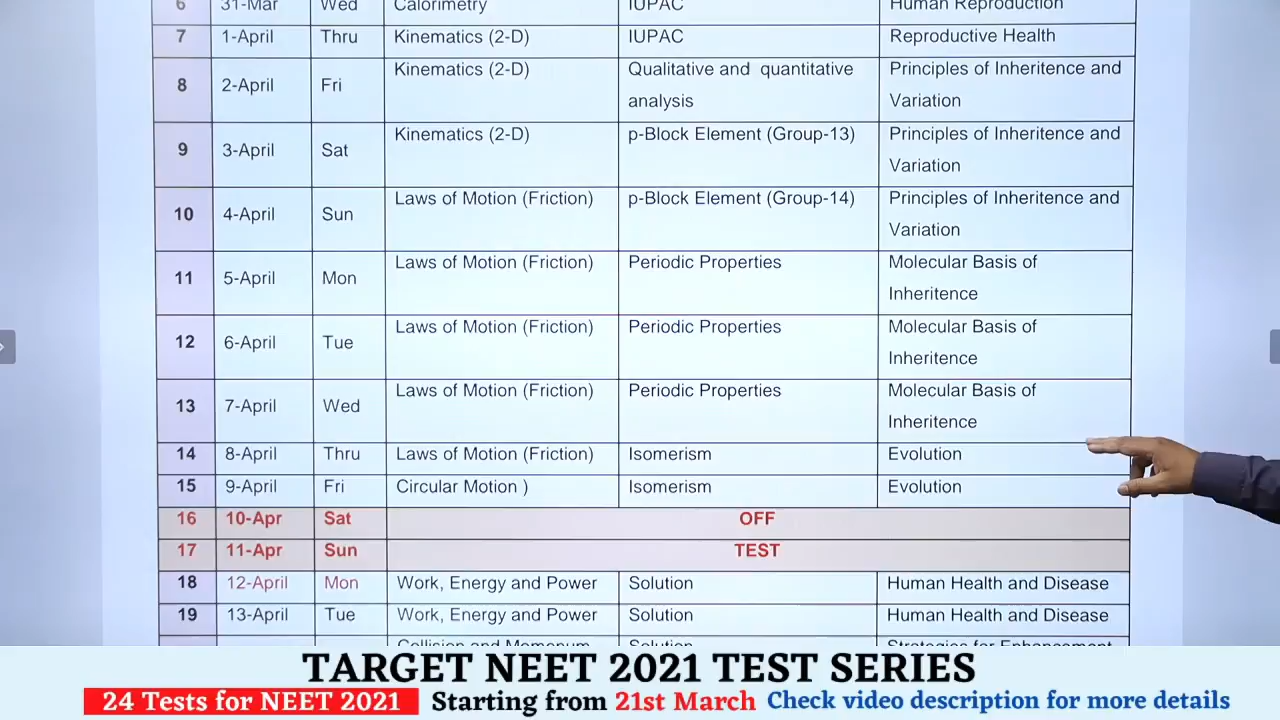 6 31-Mar Wed Calorimetry IUPAC Human Reproduction
7 1-April Thru Kinematics (2-D) IUPAC Reproductive Health
8 2-April Fri Kinematics (2-D) Qualitative and quantitative analysis Principles of Inheritence and Variation
9 3-April Sat Kinematics (2-D) p-Block Element (Group-13) Principles of Inheritence and Variation
10 4-April Sun Laws of Motion (Friction) p-Block Element (Group-14) Principles of Inheritence and Variation
11 5-April Mon Laws of Motion (Friction) Periodic Properties Molecular Basis of Inheritence
12 6-April Tue Laws of Motion (Friction) Periodic Properties Molecular Basis of Inheritence
13 7-April Wed Laws of Motion (Friction) Periodic Properties Molecular Basis of Inheritence
14 8-April Thru Laws of Motion (Friction) Isomerism Evolution
15 9-April Fri Circular Motion ) Isomerism Evolution
16 10-Apr Sat OFF
17 11-Apr Sun TEST
18 12-April Mon Work, Energy and Power Solution Human Health and Disease
19 13-April Tue Work, Energy and Power Solution Human Health and Disease
Collision and Momenum Solution Strategies for Enhancement
TARGET NEET 2021 TEST SERIES
24 Tests for NEET 2021 Starting from 21st March Check video description for more details